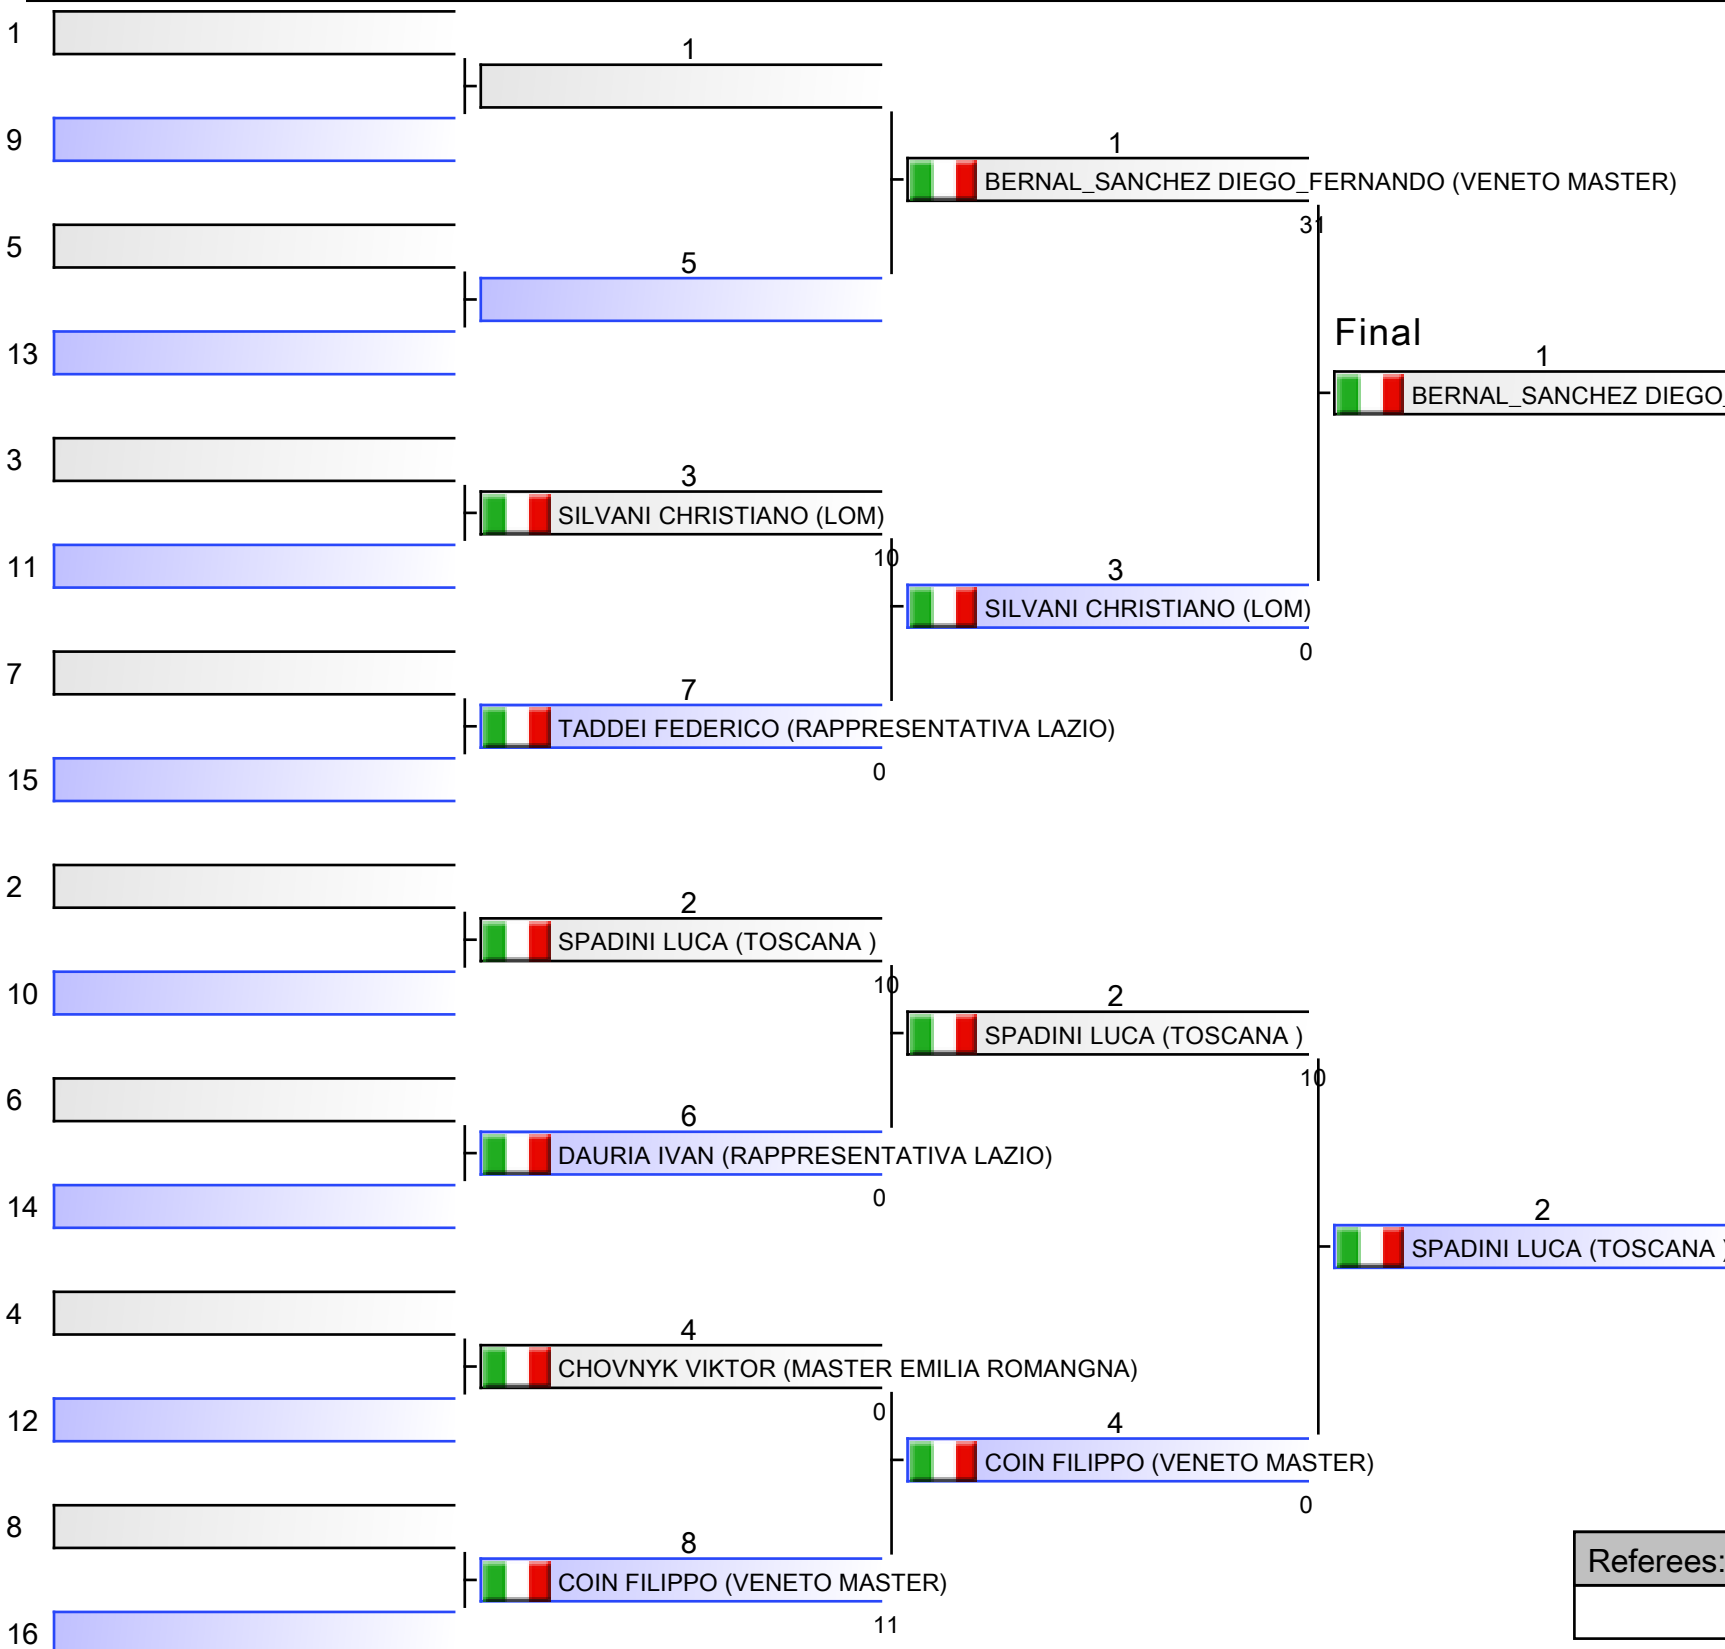 1
1
9
1
BERNAL_SANCHEZ DIEGO_FERNANDO (VENETO MASTER)
31
5
5
13
Final
1
BERNAL_SANCHEZ DIEGO_
3
3
SILVANI CHRISTIANO (LOM)
10
11
3
SILVANI CHRISTIANO (LOM)
0
7
7
TADDEI FEDERICO (RAPPRESENTATIVA LAZIO)
0
15
2
2
SPADINI LUCA (TOSCANA )
10
10
2
SPADINI LUCA (TOSCANA )
10
6
6
DAURIA IVAN (RAPPRESENTATIVA LAZIO)
0
14
2
SPADINI LUCA (TOSCANA )
4
4
CHOVNYK VIKTOR (MASTER EMILIA ROMANGNA)
0
12
4
COIN FILIPPO (VENETO MASTER)
0
8
8
COIN FILIPPO (VENETO MASTER)
11
16
Referees: